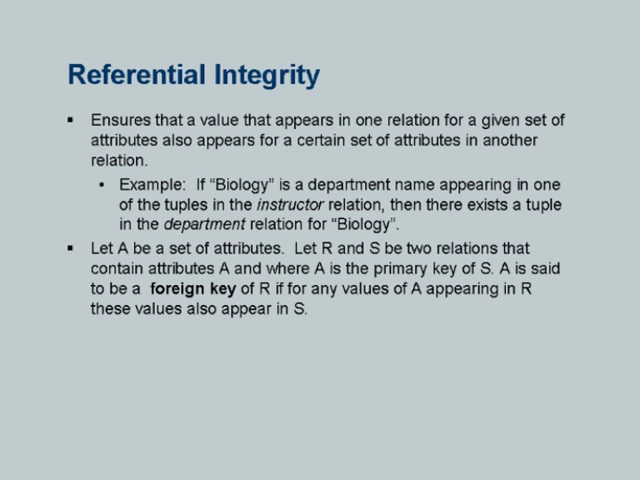 Referential Integrity
▪ Ensures that a value that appears in one relation for a given set of
attributes also appears for a certain set of attributes in another
relation.
• Example:  If “Biology” is a department name appearing in one
of the tuples in the instructor relation, then there exists a tuple
in the department relation for “Biology”.
▪ Let A be a set of attributes.  Let R and S be two relations that
contain attributes A and where A is the primary key of S. A is said
to be a  foreign key of R if for any values of A appearing in R
these values also appear in S.